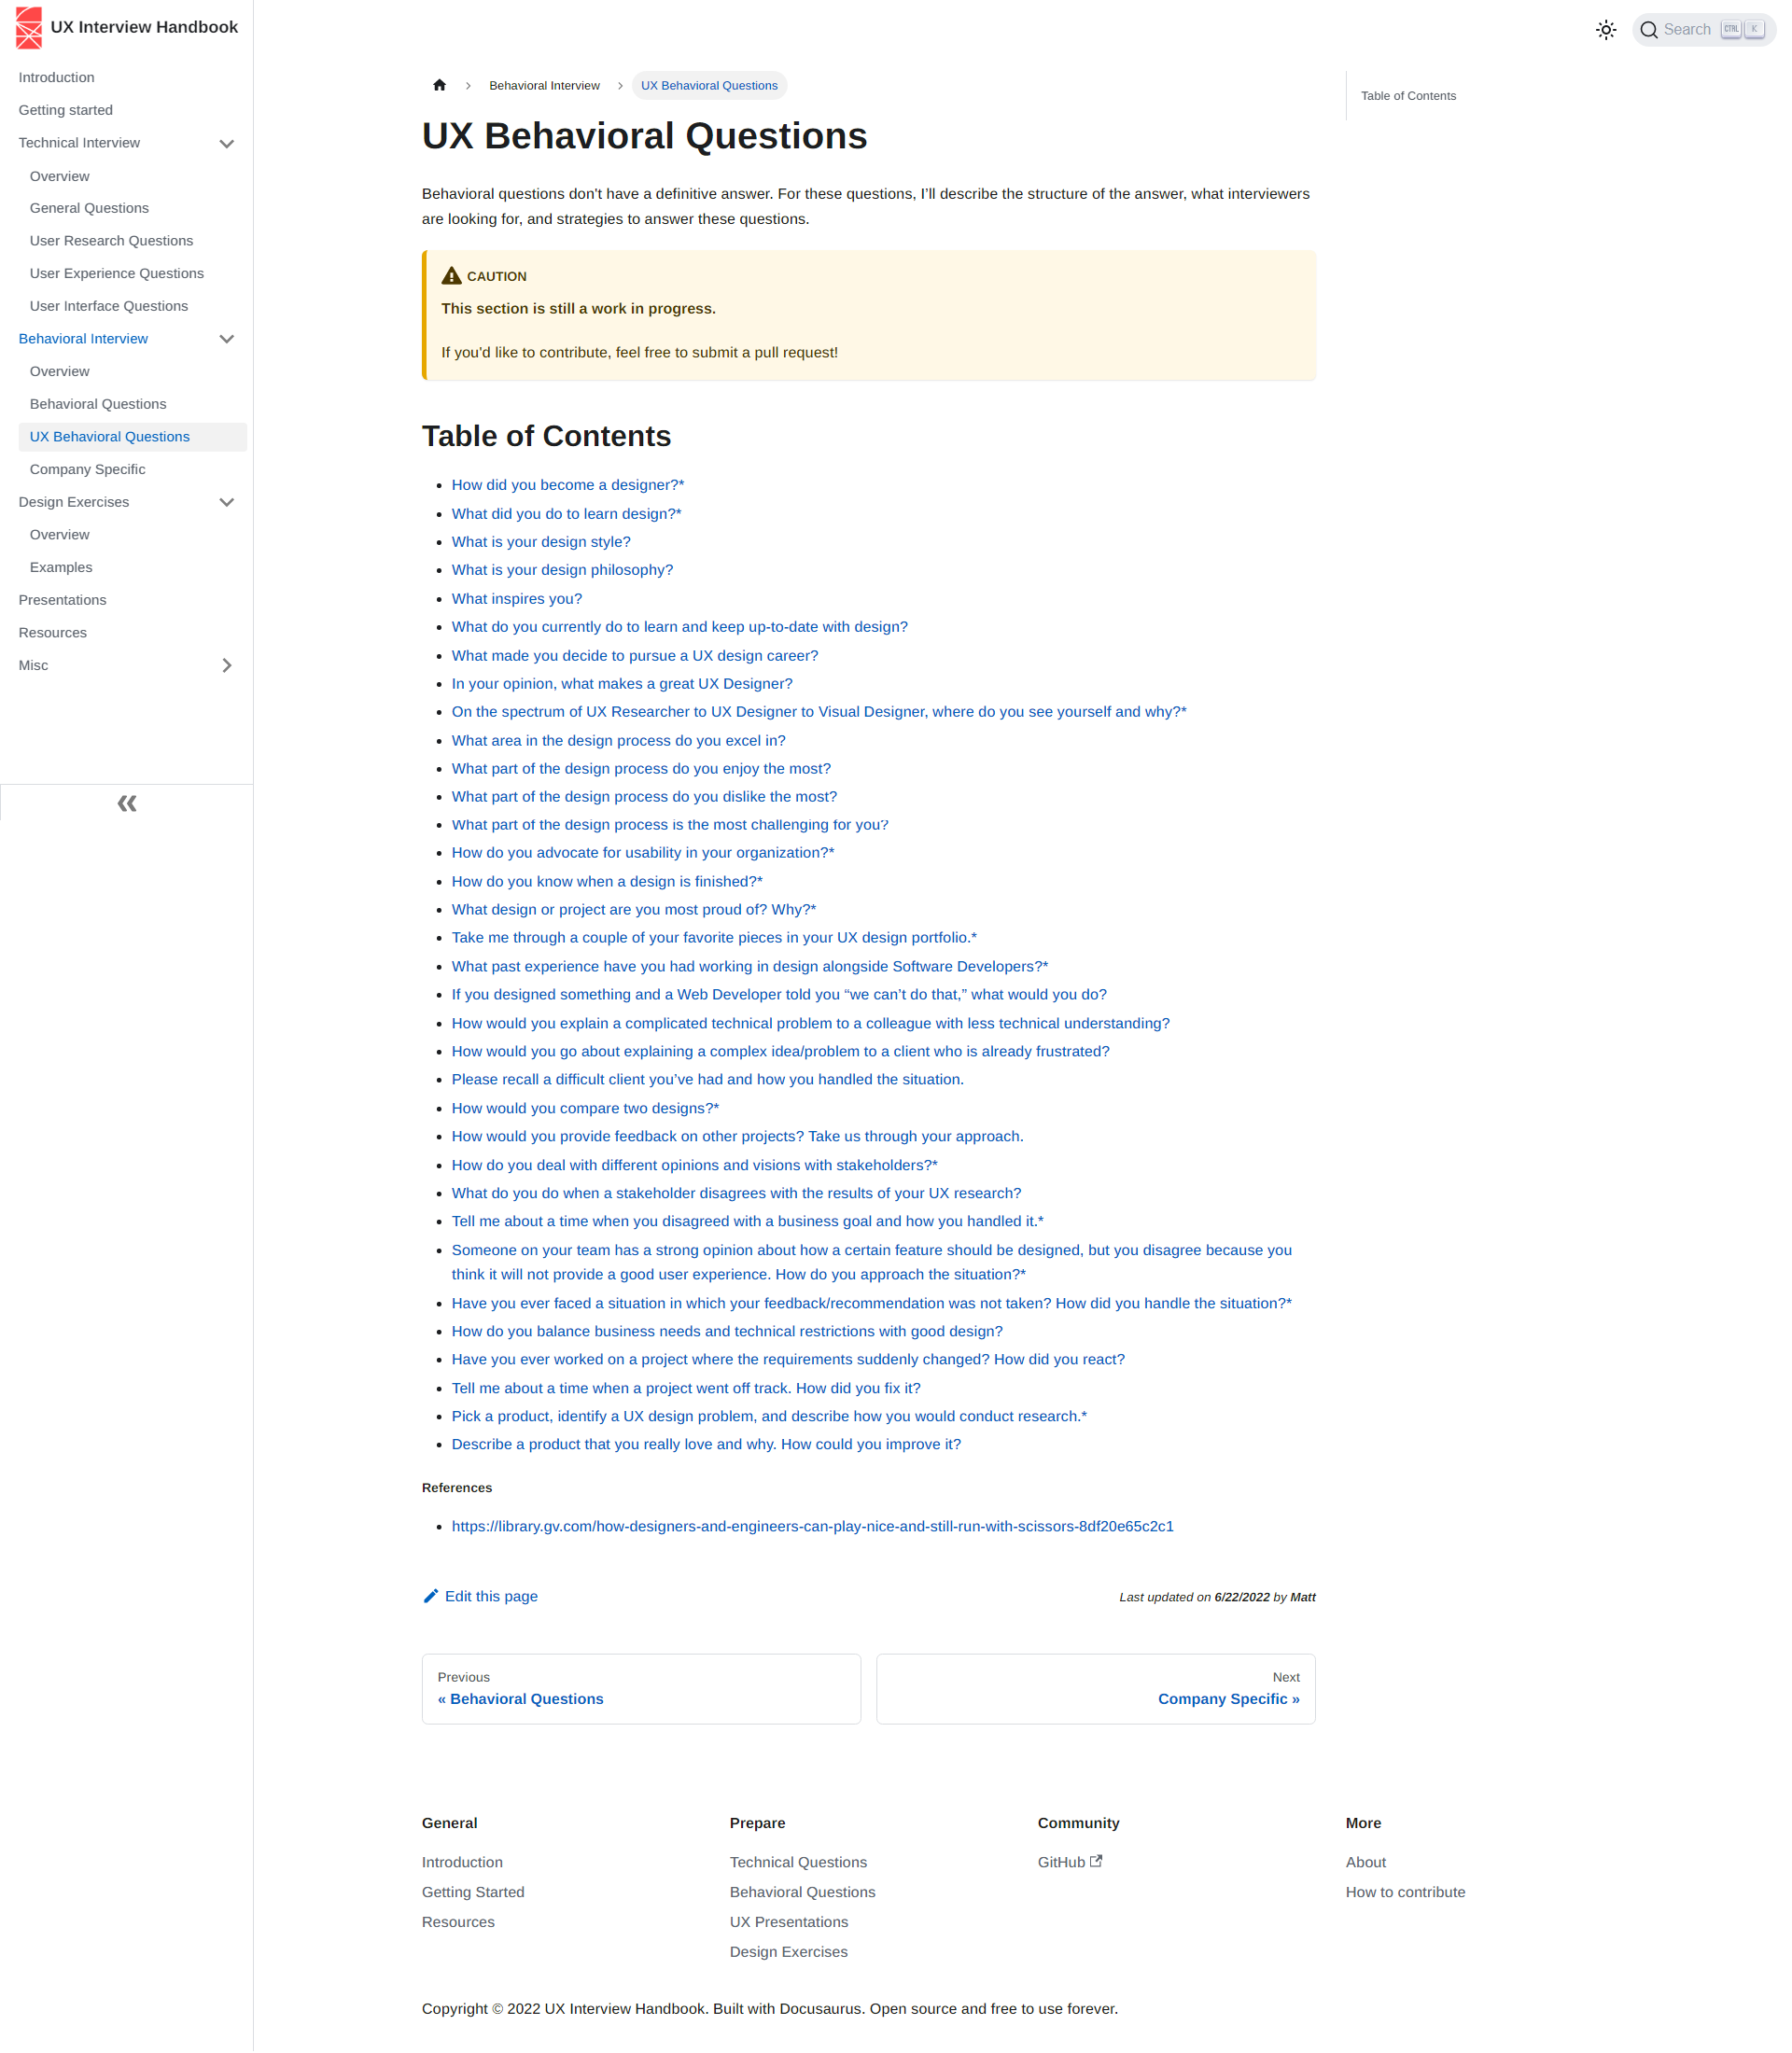 UX Interview Handbook
Search CTRL K
Introduction
Getting started
Technical Interview
Overview
General Questions
User Research Questions
User Experience Questions
User Interface Questions
Behavioral Interview
Overview
Behavioral Questions
UX Behavioral Questions
Company Specific
Design Exercises
Overview
Examples
Presentations
Resources
Misc
Behavioral Interview
UX Behavioral Questions
Table of Contents
UX Behavioral Questions
Behavioral questions don't have a definitive answer. For these questions, I’ll describe the structure of the answer, what interviewers
are looking for, and strategies to answer these questions.
CAUTION
This section is still a work in progress.
If you'd like to contribute, feel free to submit a pull request!
Table of Contents
How did you become a designer?*
What did you do to learn design?*
What is your design style?
What is your design philosophy?
What inspires you?
What do you currently do to learn and keep up-to-date with design?
What made you decide to pursue a UX design career?
In your opinion, what makes a great UX Designer?
On the spectrum of UX Researcher to UX Designer to Visual Designer, where do you see yourself and why?*
What area in the design process do you excel in?
What part of the design process do you enjoy the most?
What part of the design process do you dislike the most?
What part of the design process is the most challenging for you?
How do you advocate for usability in your organization?*
How do you know when a design is finished?*
What design or project are you most proud of? Why?*
Take me through a couple of your favorite pieces in your UX design portfolio.*
What past experience have you had working in design alongside Software Developers?*
If you designed something and a Web Developer told you “we can’t do that,” what would you do?
How would you explain a complicated technical problem to a colleague with less technical understanding?
How would you go about explaining a complex idea/problem to a client who is already frustrated?
Please recall a difficult client you’ve had and how you handled the situation.
How would you compare two designs?*
How would you provide feedback on other projects? Take us through your approach.
How do you deal with different opinions and visions with stakeholders?*
What do you do when a stakeholder disagrees with the results of your UX research?
Tell me about a time when you disagreed with a business goal and how you handled it.*
Someone on your team has a strong opinion about how a certain feature should be designed, but you disagree because you
think it will not provide a good user experience. How do you approach the situation?*
Have you ever faced a situation in which your feedback/recommendation was not taken? How did you handle the situation?*
How do you balance business needs and technical restrictions with good design?
Have you ever worked on a project where the requirements suddenly changed? How did you react?
Tell me about a time when a project went off track. How did you fix it?
Pick a product, identify a UX design problem, and describe how you would conduct research.*
Describe a product that you really love and why. How could you improve it?
References
https://library.gv.com/how-designers-and-engineers-can-play-nice-and-still-run-with-scissors-8df20e65c2c1
Edit this page
Last updated on 6/22/2022 by Matt
Previous
« Behavioral Questions
Next
Company Specific »
General
Introduction
Getting Started
Resources
Prepare
Technical Questions
Behavioral Questions
UX Presentations
Design Exercises
Community
GitHub
More
About
How to contribute
Copyright © 2022 UX Interview Handbook. Built with Docusaurus. Open source and free to use forever.